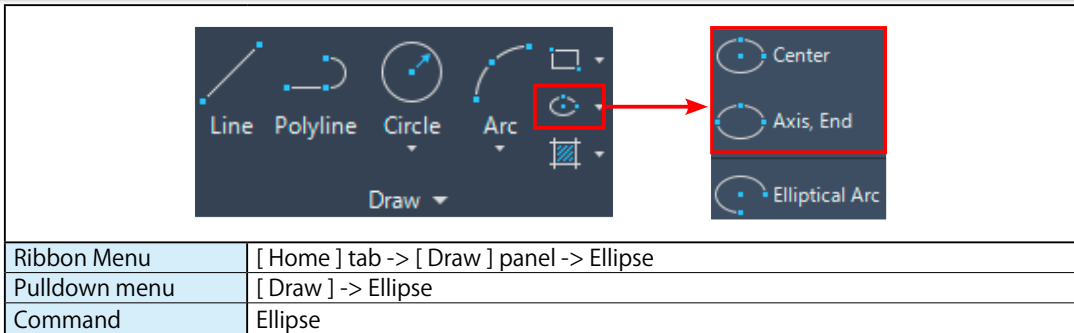 Line Polyline Circle Arc
Draw
Center
Axis, End
Elliptical Arc
Ribbon Menu [ Home ] tab -> [ Draw ] panel -> Ellipse
Pulldown menu [ Draw ] -> Ellipse
Command Ellipse